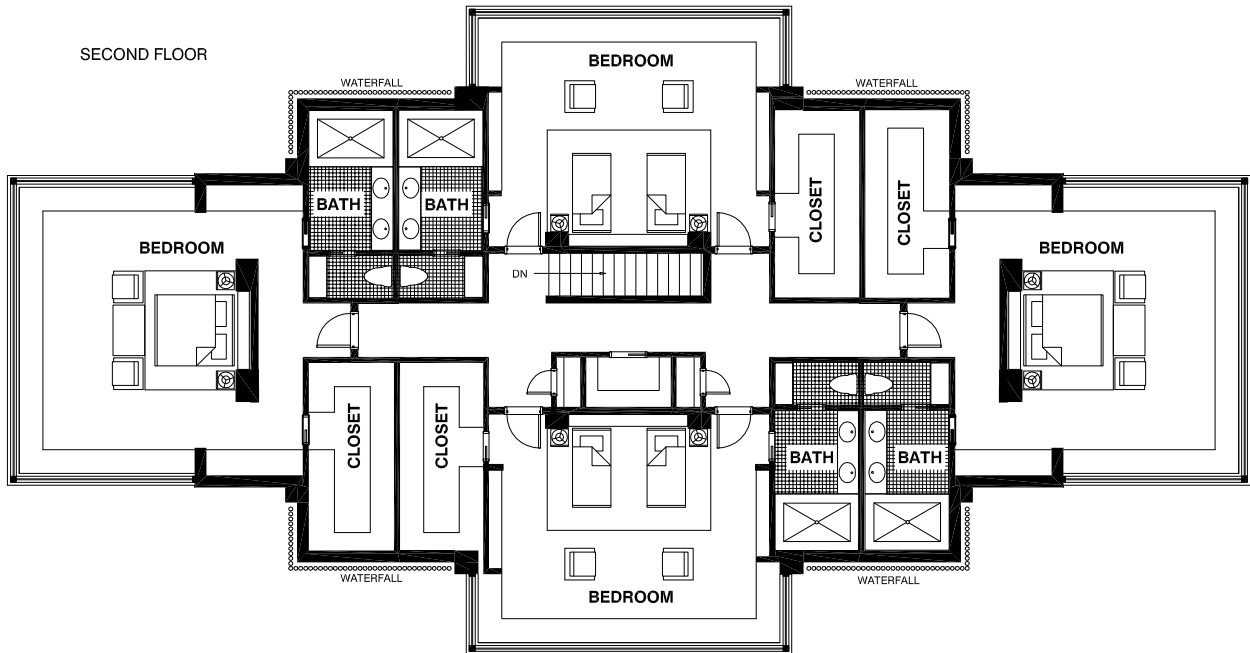 SECOND FLOOR
BEDROOM
WATERFALL
WATERFALL
BATH
BATH
CLOSET
CLOSET
BEDROOM
BEDROOM
DN
CLOSET
CLOSET
BATH
BATH
WATERFALL
WATERFALL
BEDROOM